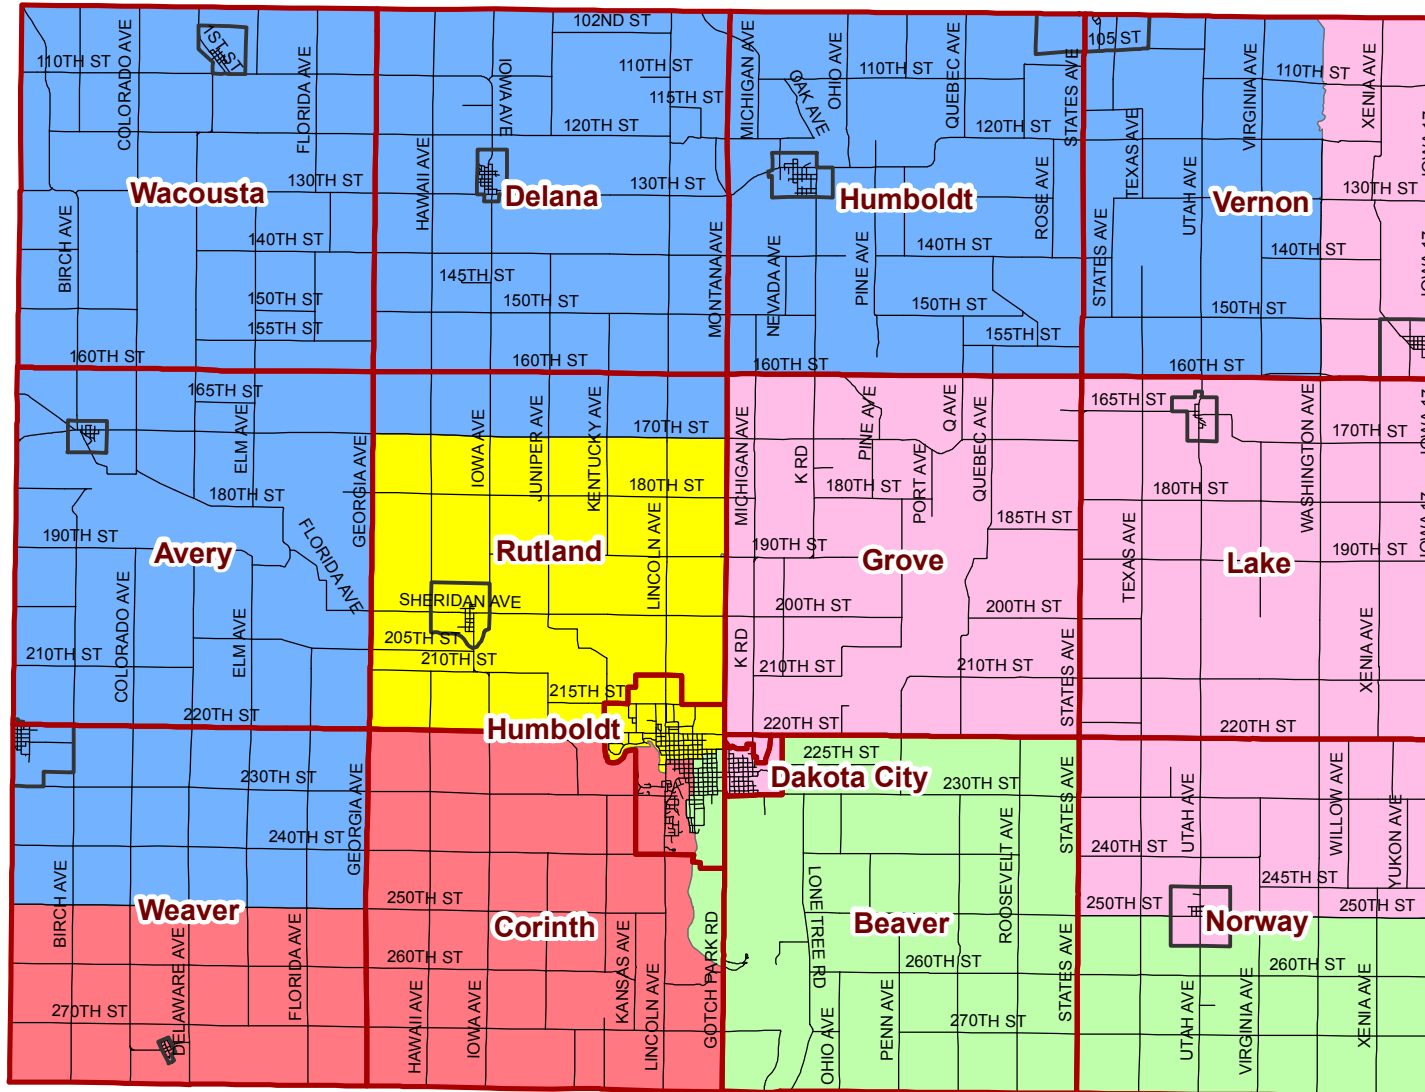 102ND ST
105 ST
110TH ST
COLORADO AVE
1ST ST
FLORIDA AVE
IOWA AVE
110TH ST
115TH ST
MICHIGAN AVE
OAK AVE
OHIO AVE
110TH ST
QUEBEC AVE
STATES AVE
VIRGINIA AVE
110TH ST
XENIA AVE
120TH ST
120TH ST
HAWAII AVE
TEXAS AVE
UTAH AVE
ROSE AVE
130TH ST
130TH ST
130TH ST
Wacousta
Delana
Humboldt
Vernon
BIRCH AVE
140TH ST
145TH ST
MONTANA AVE
NEVADA AVE
PINE AVE
140TH ST
STATES AVE
140TH ST
150TH ST
150TH ST
150TH ST
150TH ST
155TH ST
155TH ST
160TH ST
160TH ST
160TH ST
160TH ST
165TH ST
ELM AVE
GEORGIA AVE
IOWA AVE
JUNIPER AVE
KENTUCKY AVE
170TH ST
MICHIGAN AVE
K RD
PINE AVE
Q AVE
PORT AVE
QUEBEC AVE
165TH ST
WASHINGTON AVE
170TH ST
180TH ST
180TH ST
180TH ST
180TH ST
185TH ST
190TH ST
FLORIDA AVE
LINCOLN AVE
190TH ST
TEXAS AVE
190TH ST
Avery
Rutland
Grove
Lake
COLORADO AVE
ELM AVE
SHERIDAN AVE
200TH ST
200TH ST
205TH ST
210TH ST
210TH ST
K RD
210TH ST
210TH ST
STATES AVE
XENIA AVE
215TH ST
220TH ST
220TH ST
220TH ST
Humboldt
225TH ST
Dakota City
230TH ST
230TH ST
GEORGIA AVE
STATES AVE
UTAH AVE
WILLOW AVE
YUKON AVE
240TH ST
240TH ST
245TH ST
BIRCH AVE
250TH ST
LONE TREE RD
ROOSEVELT AVE
250TH ST
250TH ST
Weaver
Corinth
Beaver
Norway
DELAWARE AVE
FLORIDA AVE
260TH ST
KANSAS AVE
GOTCH PARK RD
260TH ST
STATES AVE
260TH ST
270TH ST
HAWAII AVE
IOWA AVE
LINCOLN AVE
EVA OHIO
PENN AVE
270TH ST
UTAH AVE
VIRGINIA AVE
XENIA AVE